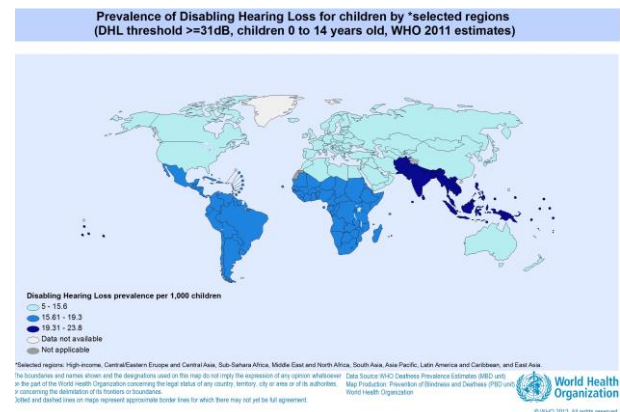 Prevalence of Disabling Hearing Loss for children by *selected regions
(DHL threshold >=31dB, children 0 to 14 years old, WHO 2011 estimates)
Disabling Hearing Loss prevalence per 1,000 children
5 - 15.6
15.61 - 19.3
19.31 - 23.8
Data not available
Not applicable
*Selected regions: High-income, Central/Eastern Eruope and Central Asia, Sub-Sahara Africa, Middle East and North Africa, South Asia, Asia Pacific, Latin America and Caribbean, and East Asia.
The boundaries and names shown and the designations used on this map do not imply the expression of any opinion whatsoever
on the part of the World Health Organization concerning the legal status of any country, territory, city or area or of its authorities,
concerning the delimitation of its frontiers or boundaries.
Dotted and dashed lines on maps represent approximate border lines for which there may not yet be full agreement.
Data Source: WHO Deafness Prevalence Estimates (MBD unit)
Map Production: Prevention of Blindness and Deafness (PBD unit)
World Health Organization
World Health
Organization
© WHO 2012. All rights reserved